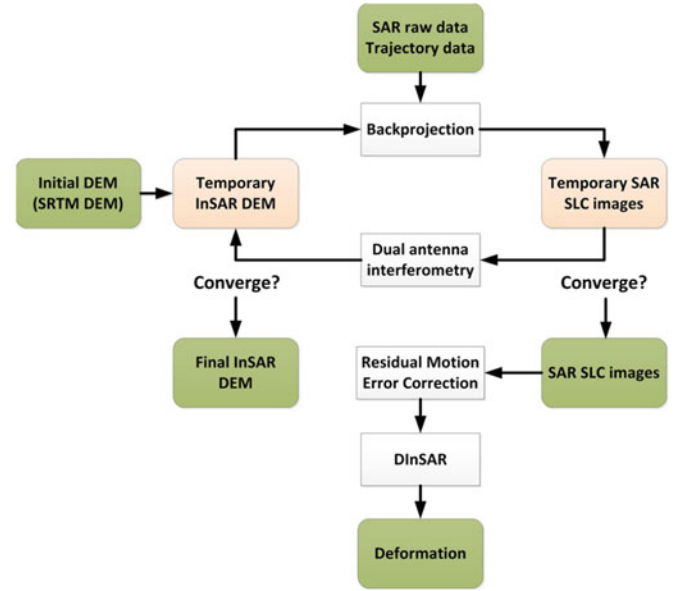 SAR raw data
Trajectory data
Backprojection
Initial DEM
(SRTM DEM)
Temporary
InSAR DEM
Temporary SAR
SLC images
Dual antenna
interferometry
Converge?
Converge?
Final InSAR
DEM
Residual Motion
Error Correction
SAR SLC images
DInSAR
Deformation